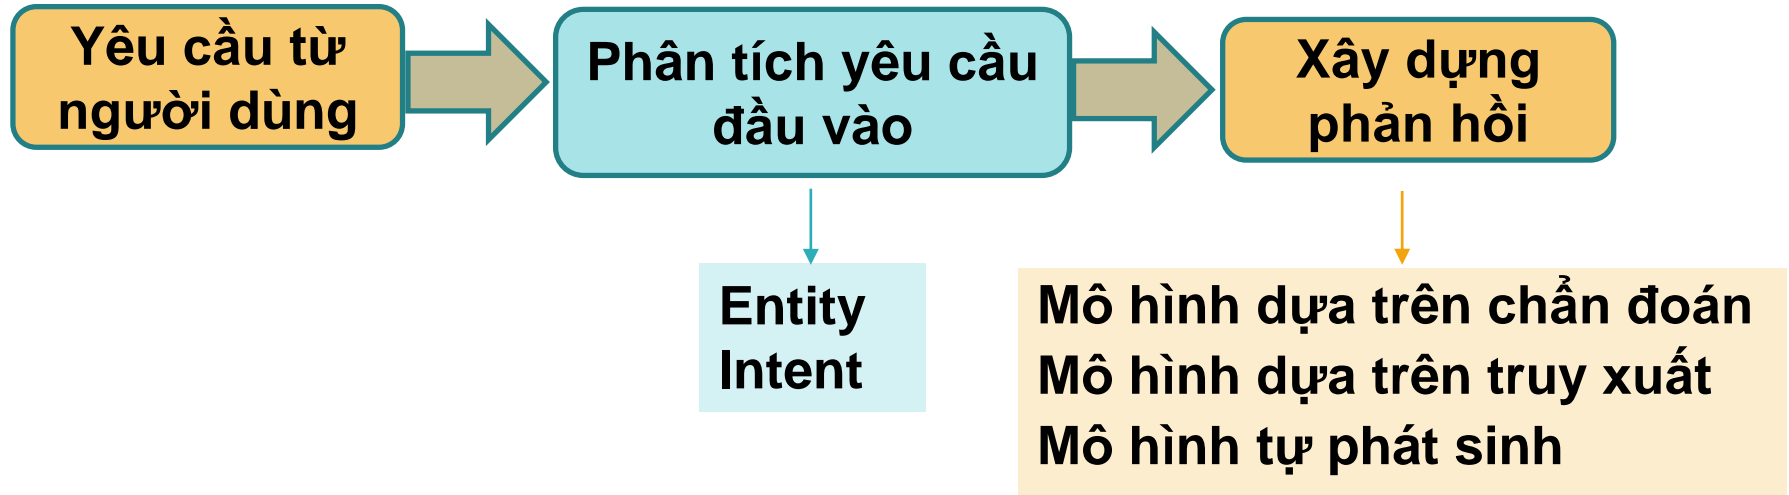 Yêu cầu từ
người dùng
Phân tích yêu cầu
đầu vào
Xây dựng
phản hồi
Entity
Intent
Mô hình dựa trên chẩn đoán
Mô hình dựa trên truy xuất
Mô hình tự phát sinh